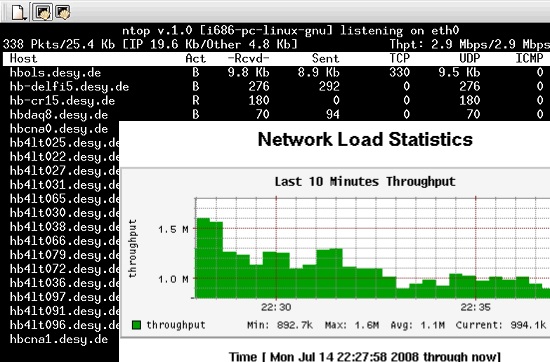 ntop v.1.0 [i686-pc-linux-gnu] listening on eth0
338 Pkts/25.4 Kb [IP 19.6 Kb/Other 4.8 Kb] Thpt: 2.9 Mbps/2.9 Mbps
Host Act -Rcvd- Sent TCP UDP ICMP
hbols.desy.de B 9.8 Kb 8.9 Kb 330 9.5 Kb 0
hb-delfi5.desy.de B 276 292 0 276 0
hb-cr15.desy.de R 180 0 0 180 0
hbdaq8.desy.de B 70 94 0 70 0
hbcna0.desy.de
hb4lt025.desy.de
hb4lt022.desy.de
hb4lt027.desy.de
hb4lt031.desy.de
hb4lt065.desy.de
hb4lt030.desy.de
hb4lt038.desy.de
hb4lt066.desy.de
hb4lt079.desy.de
hb4lt072.desy.de
hb4lt036.desy.de
hb4lt097.desy.de
hb4lt091.desy.de
hb4lt096.desy.de
hbcna1.desy.de
Network Load Statistics
Last 10 Minutes Throughput
throughput
1.5 M
1.0 M
22:30 22:35
throughput Min: 892.7k Max: 1.6M Avg: 1.1M Current: 994.1k
Time [ Mon Jul 14 22:27:58 2008 through now]